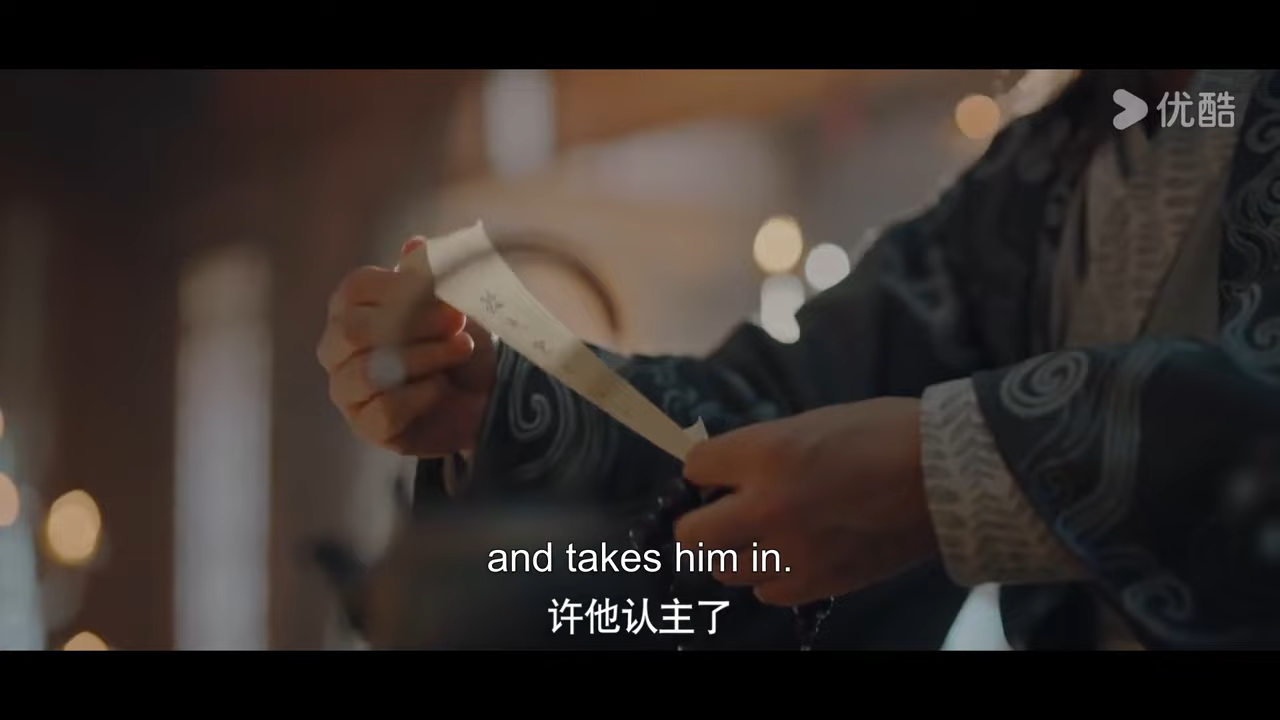 优酷
and takes him in.
许他认主了